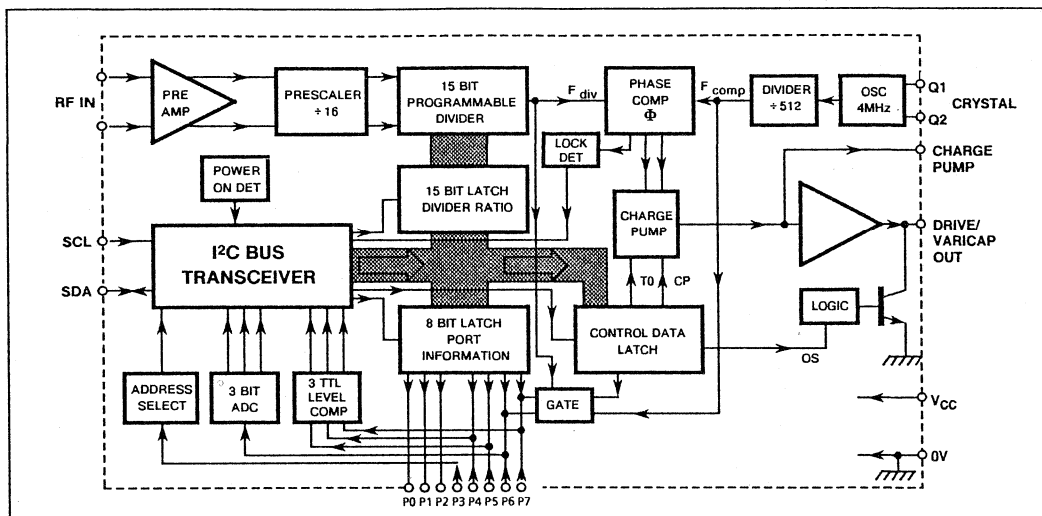 RF IN
PRE
AMP
PRESCALER
÷16
15 BIT
PROGRAMMABLE
DIVIDER
F div
PHASE
COMP
Φ
F comp
DIVIDER
÷512
OSC
4MHz
Q1
CRYSTAL
Q2
LOCK
DET
CHARGE
PUMP
POWER
ON DET
15 BIT LATCH
DIVIDER RATIO
CHARGE
PUMP
DRIVE/
VARICAP
OUT
SCL
I²C BUS
TRANSCEIVER
SDA
TO
CP
8 BIT LATCH
PORT
INFORMATION
CONTROL DATA
LATCH
LOGIC
OS
ADDRESS
SELECT
3 BIT
ADC
3 TTL
LEVEL
COMP
GATE
VCC
0V
P0 P1 P2 P3 P4 P5 P6 P7